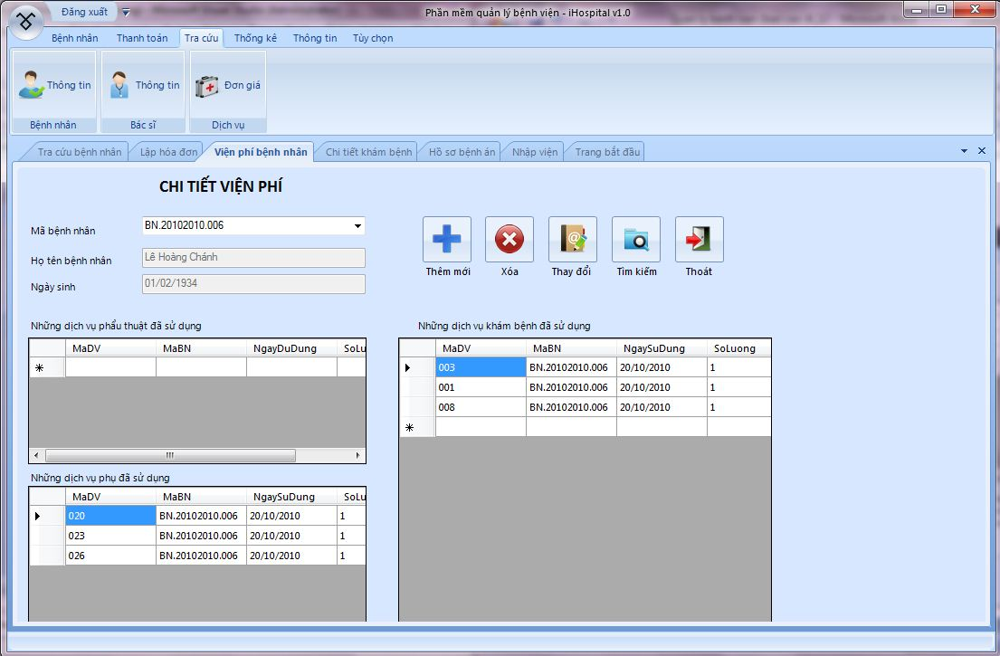 Đăng xuất
Phần mềm quản lý bệnh viện - iHospital v1.0
Bệnh nhân Thanh toán Tra cứu Thống kê Thông tin Tùy chọn
Thông tin Thông tin Đơn giá
Bệnh nhân Bác sĩ Dịch vụ
Tra cứu bệnh nhân Lập hóa đơn Viện phí bệnh nhân Chi tiết khám bệnh Hồ sơ bệnh án Nhập viện Trang bắt đầu
CHI TIẾT VIỆN PHÍ
Mã bệnh nhân BN.20102010.006
Họ tên bệnh nhân Lê Hoàng Chánh
Ngày sinh 01/02/1934
Thêm mới Xóa Thay đổi Tìm kiếm Thoát
Những dịch vụ phẩu thuật đã sử dụng
MaDV MaBN NgayDuDung SoLu
Những dịch vụ phụ đã sử dụng
MaDV MaBN NgaySuDung SoLu
020 BN.20102010.006 20/10/2010 1
023 BN.20102010.006 20/10/2010 1
026 BN.20102010.006 20/10/2010 1
Những dịch vụ khám bệnh đã sử dụng
MaDV MaBN NgaySuDung SoLuong
003 BN.20102010.006 20/10/2010 1
001 BN.20102010.006 20/10/2010 1
008 BN.20102010.006 20/10/2010 1